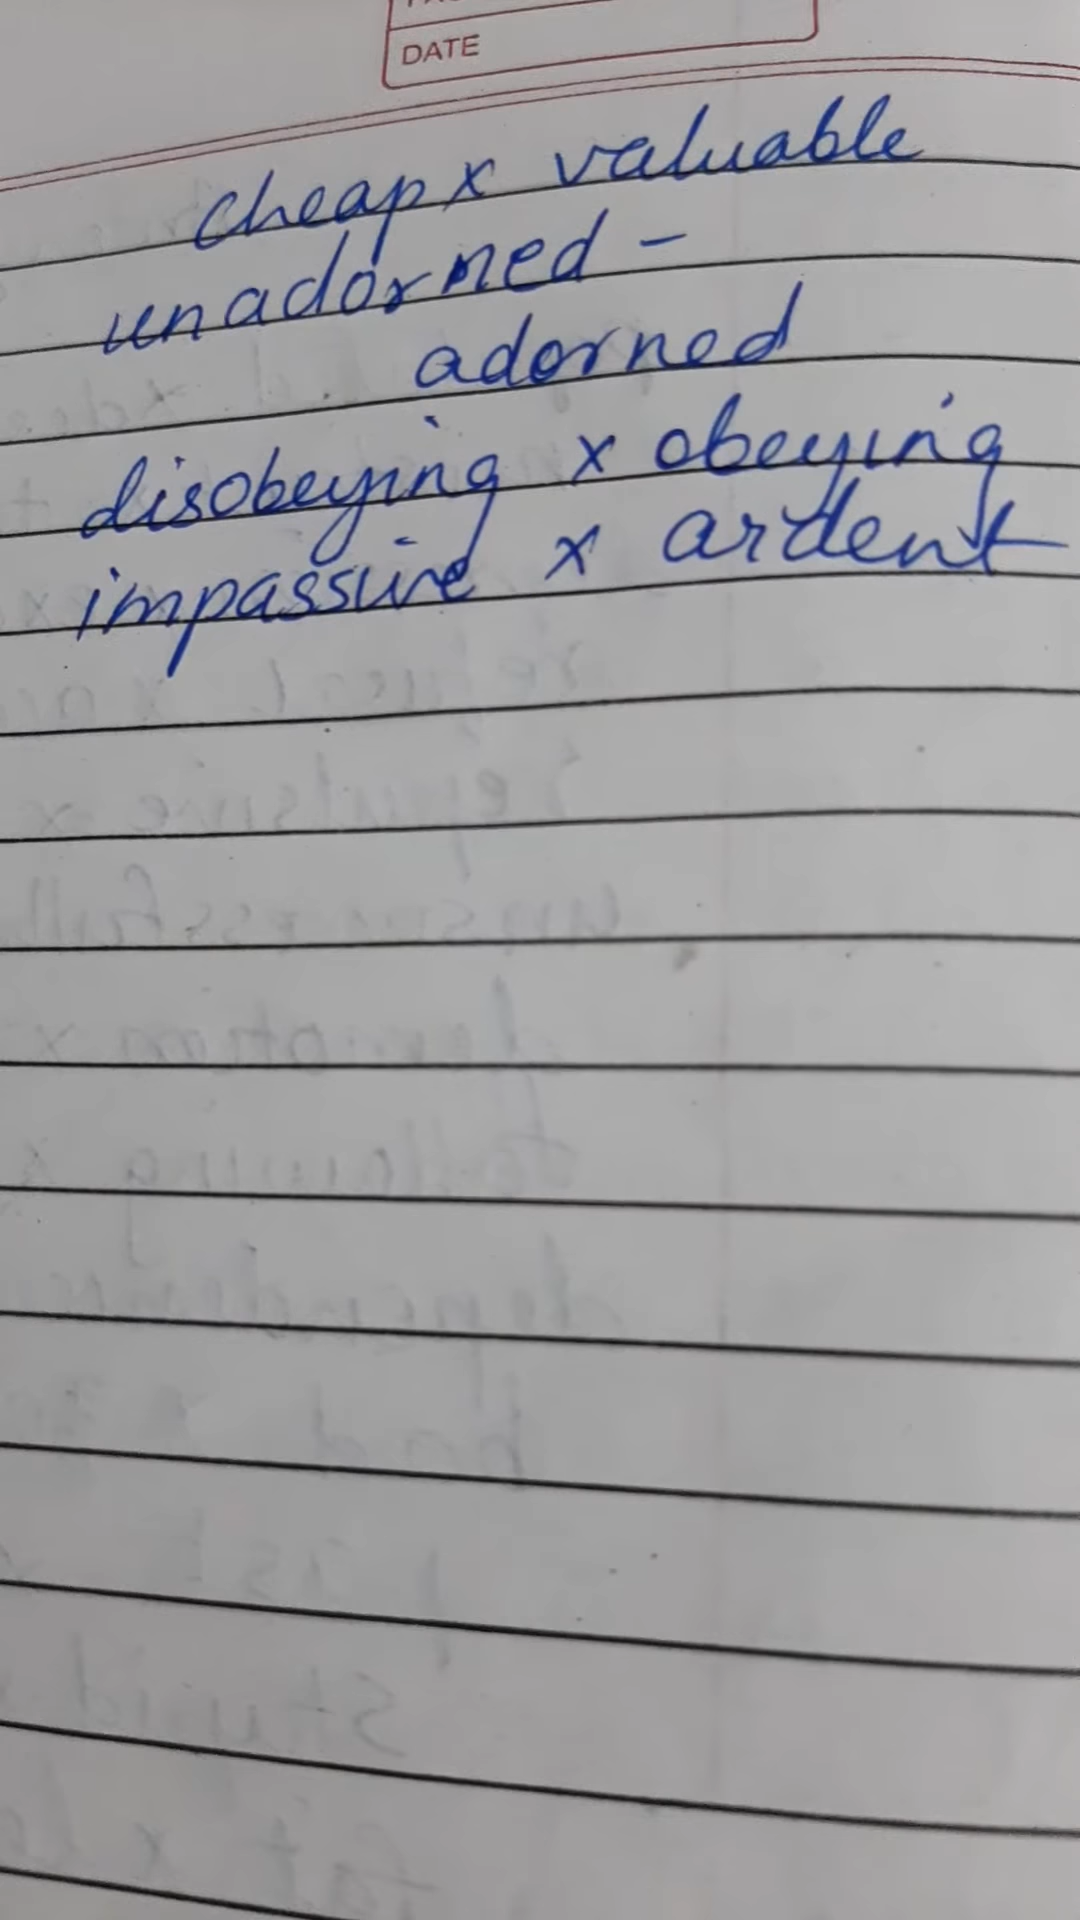 DATE
cheap x valuable
unadorned -
adorned
disobeying x obeying
impassive x ardent